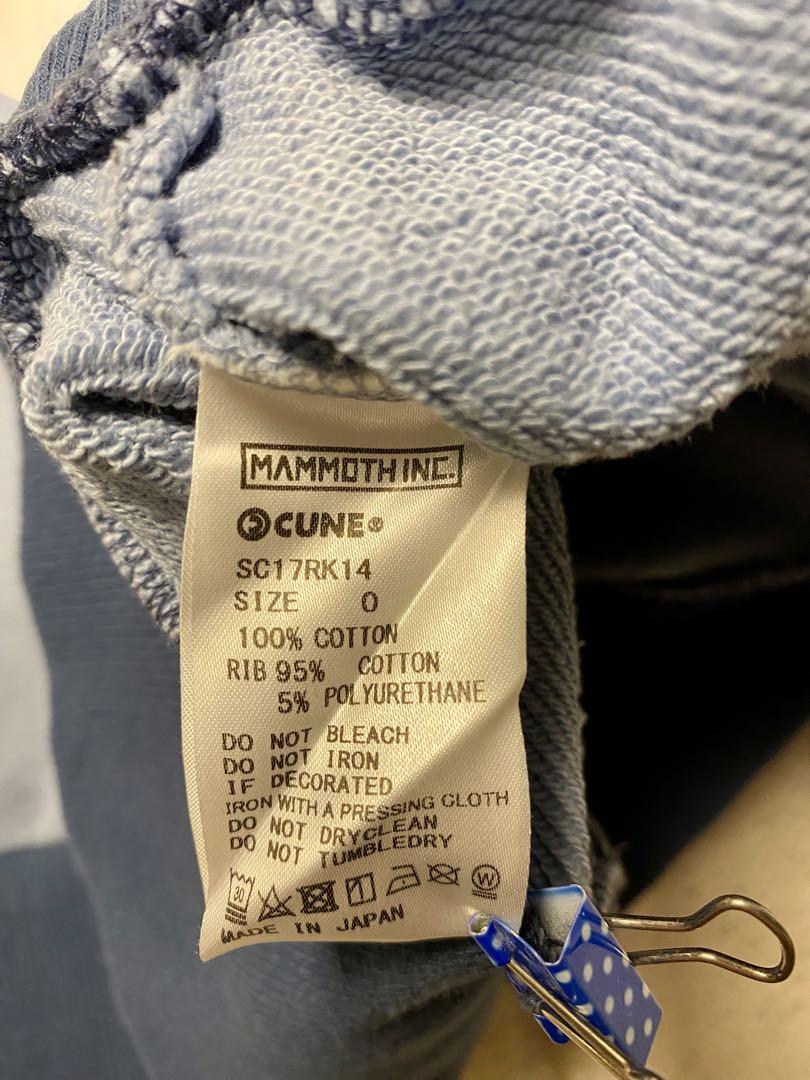 MAMMOTH INC.
CUNE®
SC17RK14
SIZE 0
100% COTTON
RIB 95% COTTON
5% POLYURETHANE
DO NOT BLEACH
DO NOT IRON
IF DECORATED
IRON WITH A PRESSING CLOTH
DO NOT DRYCLEAN
DO NOT TUMBLEDRY
30 W
MADE IN JAPAN